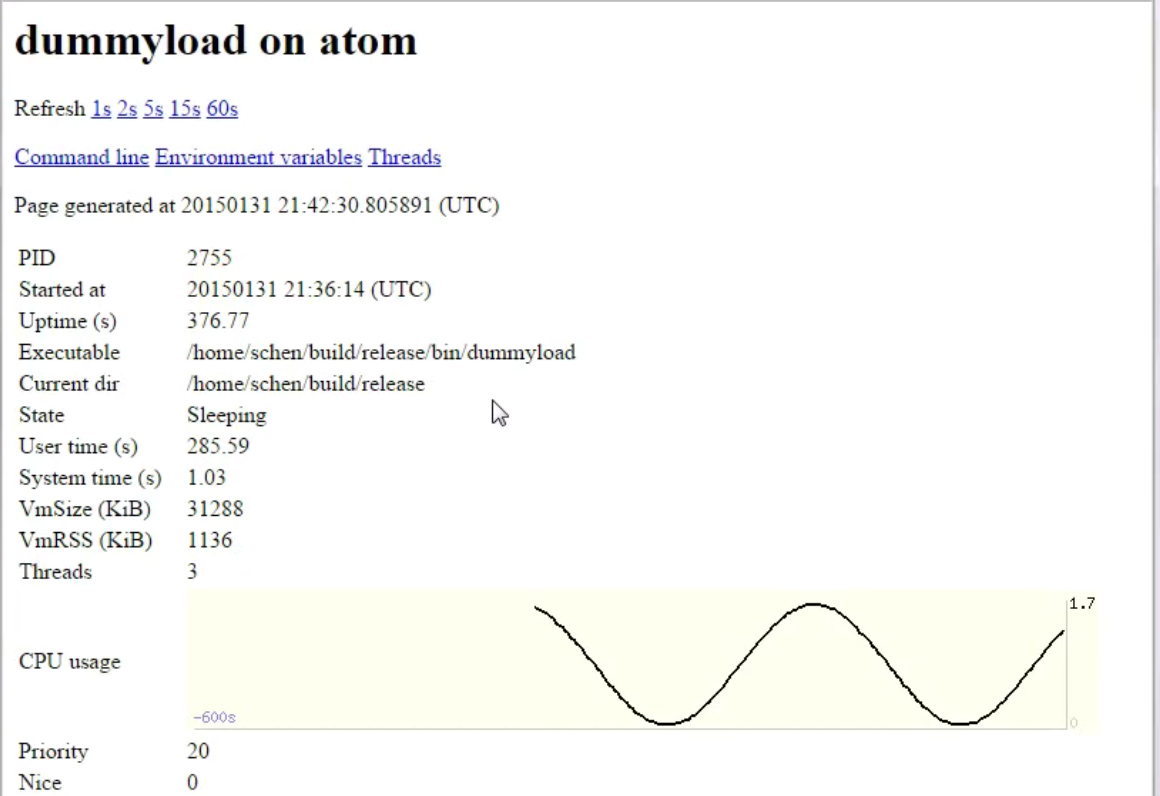 dummyload on atom
Refresh 1s 2s 5s 15s 60s
Command line Environment variables Threads
Page generated at 20150131 21:42:30.805891 (UTC)
PID 2755
Started at 20150131 21:36:14 (UTC)
Uptime (s) 376.77
Executable /home/schen/build/release/bin/dummyload
Current dir /home/schen/build/release
State Sleeping
User time (s) 285.59
System time (s) 1.03
VmSize (KiB) 31288
VmRSS (KiB) 1136
Threads 3
1.7
CPU usage
-600s 0
Priority 20
Nice 0